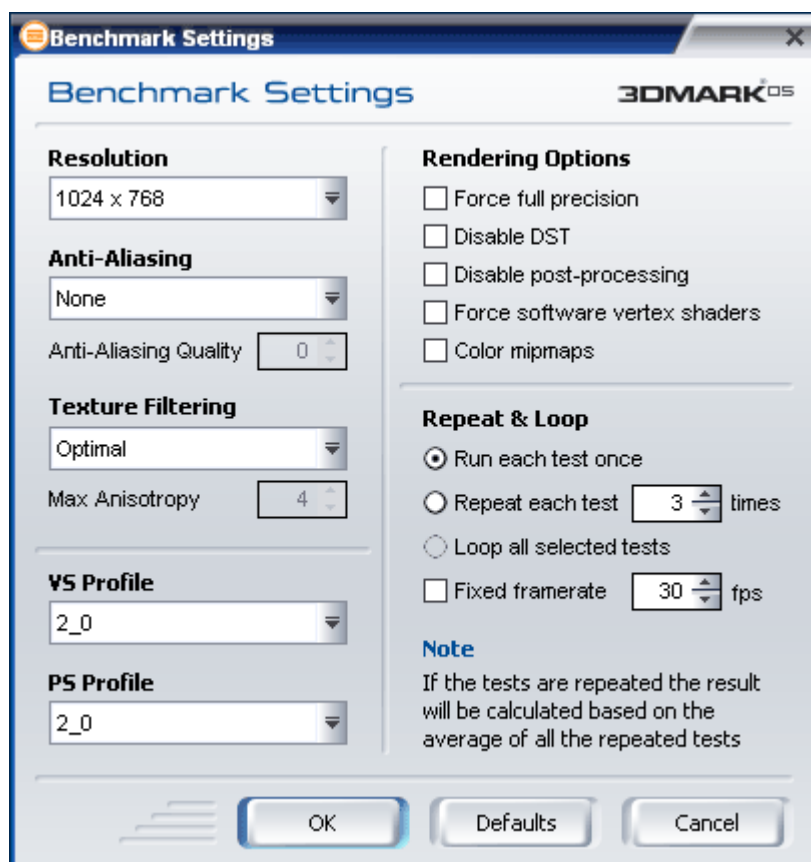 Benchmark Settings
Benchmark Settings
3DMARK®05
Resolution
1024 x 768
Anti-Aliasing
None
Anti-Aliasing Quality 0
Texture Filtering
Optimal
Max Anisotropy 4
VS Profile
2_0
PS Profile
2_0
Rendering Options
Force full precision
Disable DST
Disable post-processing
Force software vertex shaders
Color mipmaps
Repeat & Loop
Run each test once
Repeat each test 3 times
Loop all selected tests
Fixed framerate 30 fps
Note
If the tests are repeated the result
will be calculated based on the
average of all the repeated tests
OK Defaults Cancel